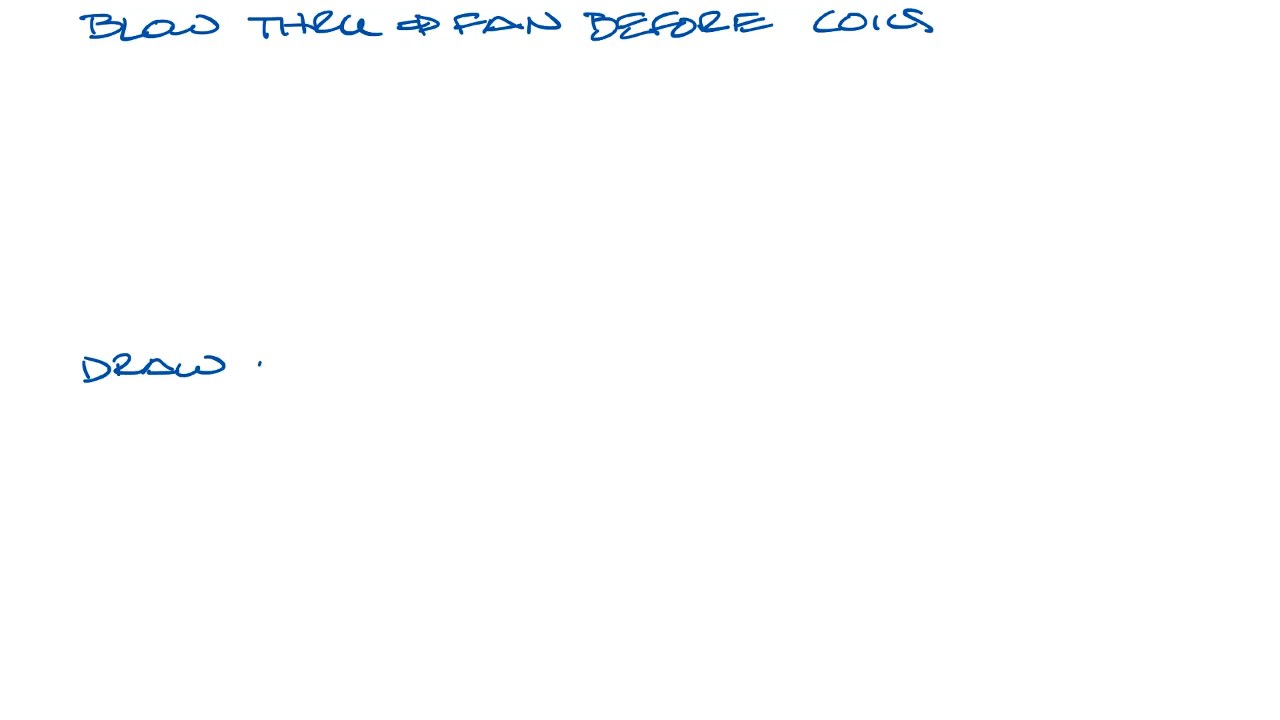 BLOW THRU ⇒ FAN BEFORE COILS
DRAW